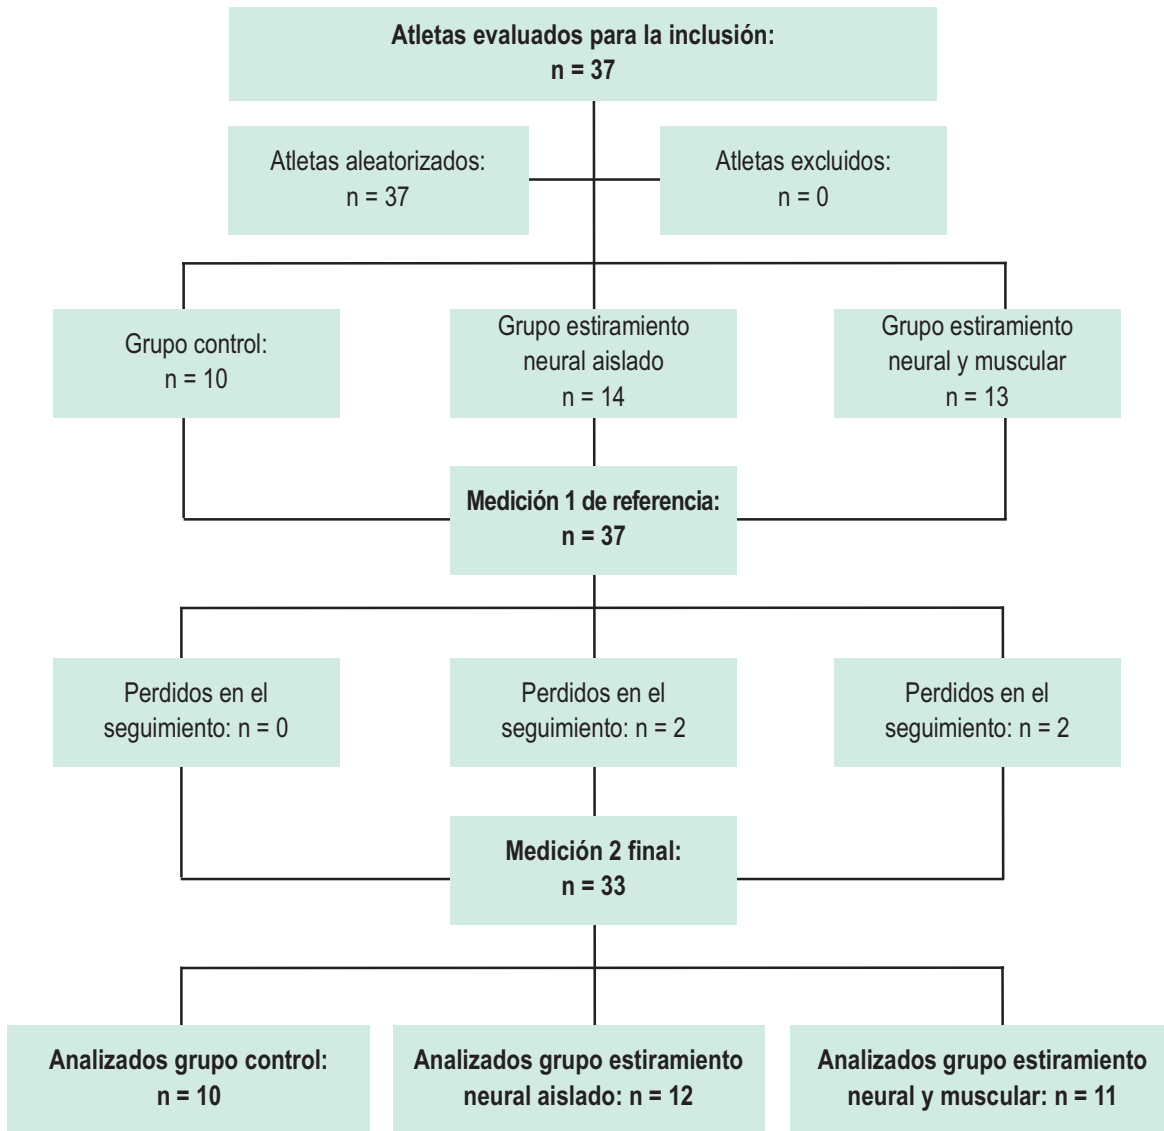 Atletas evaluados para la inclusión:
n = 37
Atletas aleatorizados:
n = 37
Atletas excluidos:
n = 0
Grupo control:
n = 10
Grupo estiramiento
neural aislado
n = 14
Grupo estiramiento
neural y muscular
n = 13
Medición 1 de referencia:
n = 37
Perdidos en el
seguimiento: n = 0
Perdidos en el
seguimiento: n = 2
Perdidos en el
seguimiento: n = 2
Medición 2 final:
n = 33
Analizados grupo control:
n = 10
Analizados grupo estiramiento
neural aislado: n = 12
Analizados grupo estiramiento
neural y muscular: n = 11